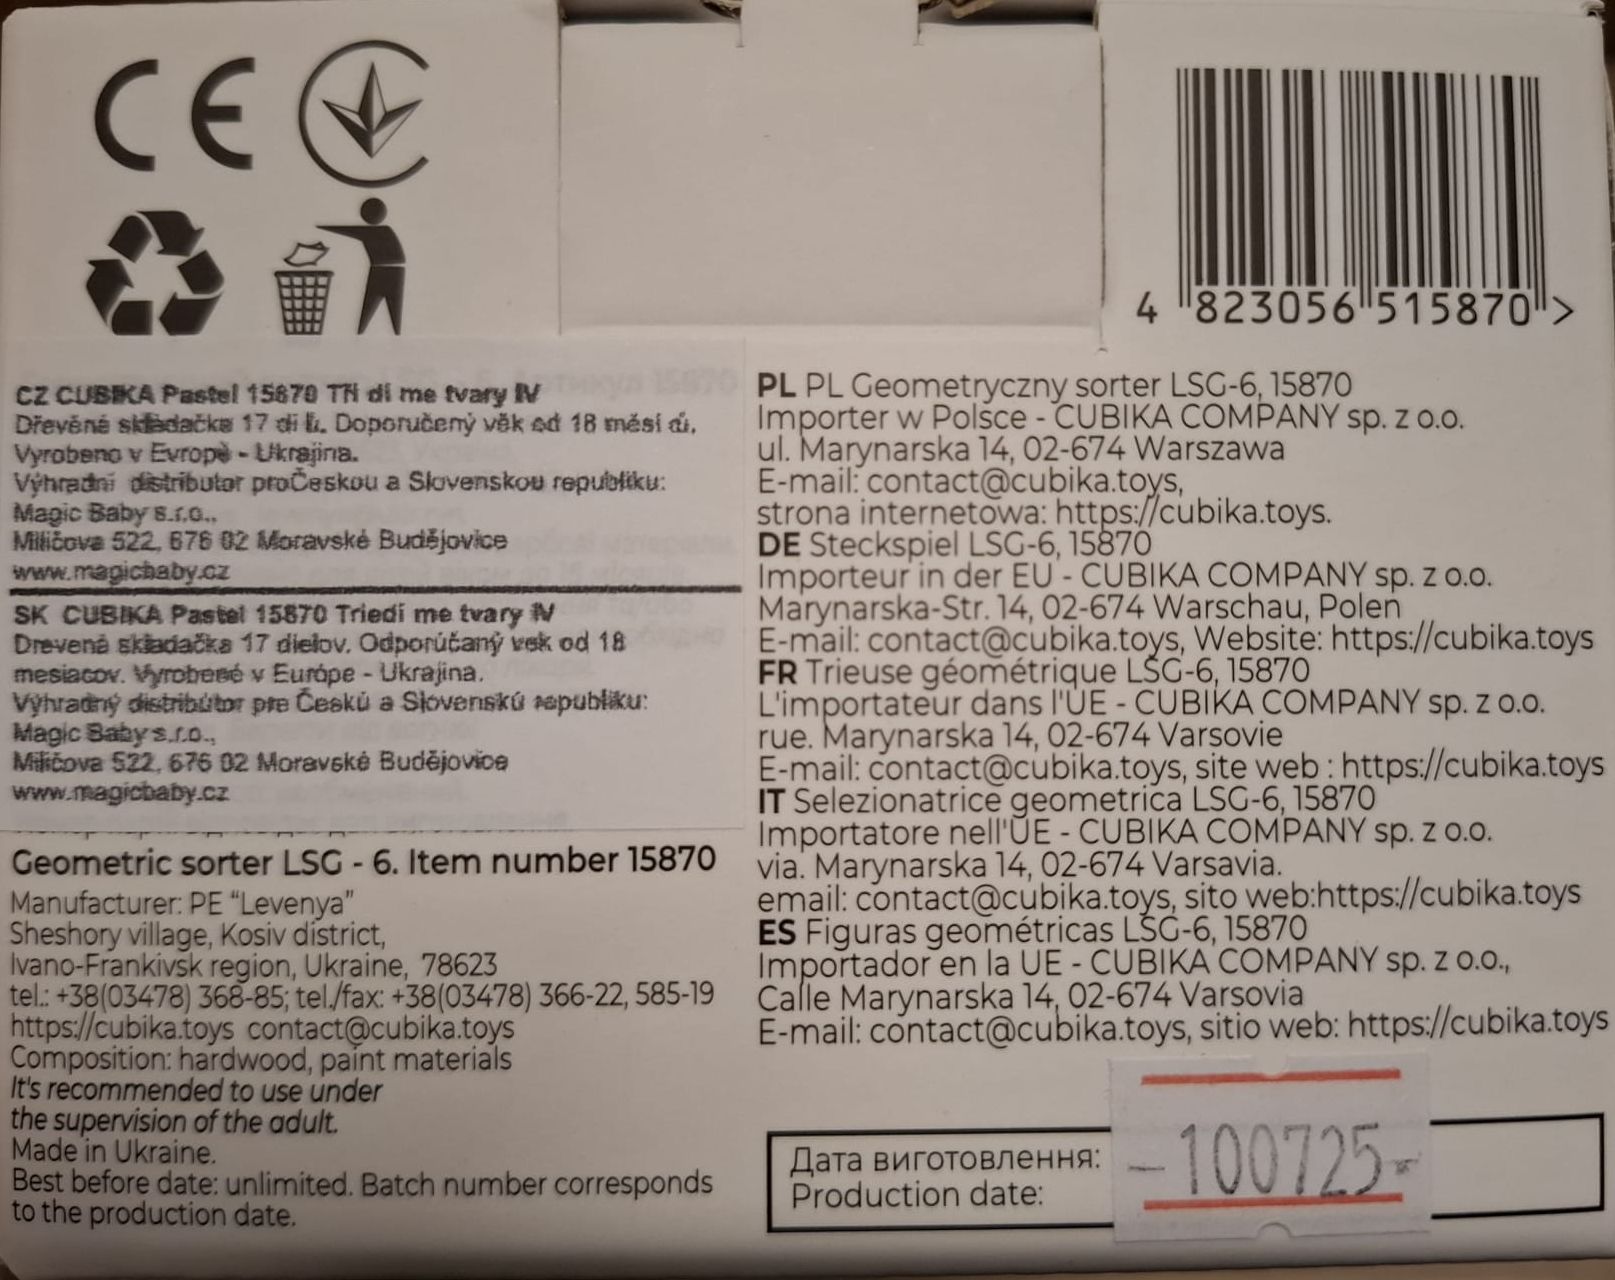 CE
4 823056 515870 >
CZ CUBIKA Pastel 15870 Tří dí me tvary IV
Dřevěná skládačka 17 dí lů. Doporučený věk od 18 měsí ců.
Vyrobeno v Evropě - Ukrajina.
Výhradní distributor proČeskou a Slovenskou republiku:
Magic Baby s.r.o.,
Miličova 522, 676 02 Moravské Budějovice
www.magicbaby.cz
SK CUBIKA Pastel 15870 Triedi me tvary IV
Drevená skladačka 17 dielov. Odporúčaný vek od 18
mesiacov. Vyrobené v Európe - Ukrajina.
Výhradný distribútor pre Českú a Slovenskú republiku:
Magic Baby s.r.o.,
Miličova 522, 676 02 Moravské Budějovice
www.magicbaby.cz
Geometric sorter LSG - 6. Item number 15870
Manufacturer: PE “Levenya”
Sheshory village, Kosiv district,
Ivano-Frankivsk region, Ukraine, 78623
tel.: +38(03478) 368-85; tel./fax: +38(03478) 366-22, 585-19
https://cubika.toys contact@cubika.toys
Composition: hardwood, paint materials
It's recommended to use under
the supervision of the adult.
Made in Ukraine.
Best before date: unlimited. Batch number corresponds
to the production date.
PL PL Geometryczny sorter LSG-6, 15870
Importer w Polsce - CUBIKA COMPANY sp. z o.o.
ul. Marynarska 14, 02-674 Warszawa
E-mail: contact@cubika.toys,
strona internetowa: https://cubika.toys.
DE Steckspiel LSG-6, 15870
Importeur in der EU - CUBIKA COMPANY sp. z o.o.
Marynarska-Str. 14, 02-674 Warschau, Polen
E-mail: contact@cubika.toys, Website: https://cubika.toys
FR Trieuse géométrique LSG-6, 15870
L'importateur dans l'UE - CUBIKA COMPANY sp. z o.o.
rue. Marynarska 14, 02-674 Varsovie
E-mail: contact@cubika.toys, site web : https://cubika.toys
IT Selezionatrice geometrica LSG-6, 15870
Importatore nell'UE - CUBIKA COMPANY sp. z o.o.
via. Marynarska 14, 02-674 Varsavia.
email: contact@cubika.toys, sito web:https://cubika.toys
ES Figuras geométricas LSG-6, 15870
Importador en la UE - CUBIKA COMPANY sp. z o.o.,
Calle Marynarska 14, 02-674 Varsovia
E-mail: contact@cubika.toys, sitio web: https://cubika.toys
Дата виготовлення:
Production date:
-100725-